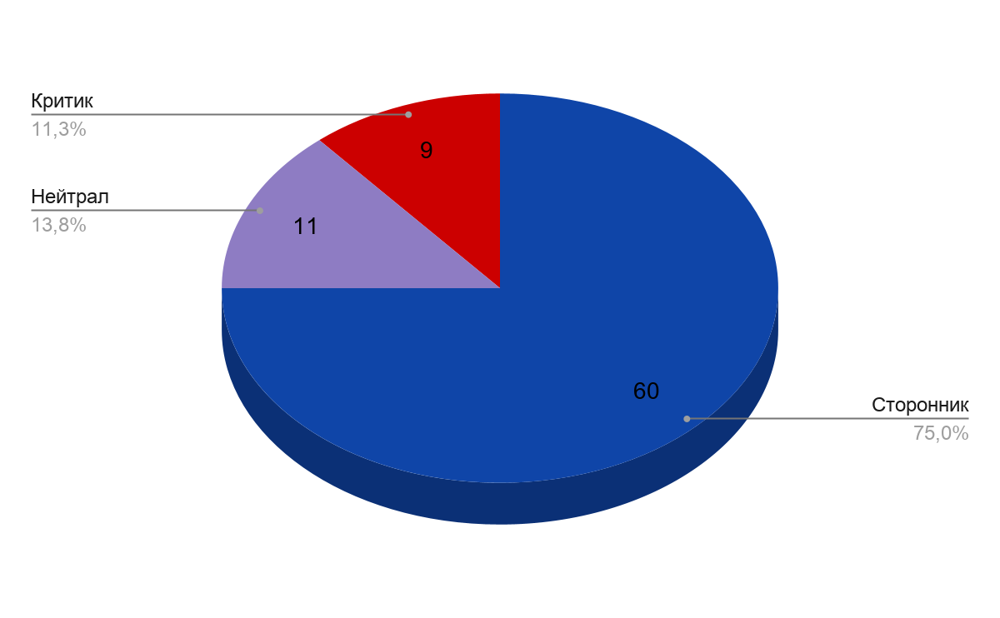 Критик
11,3%
9
Нейтрал
13,8%
11
60
Сторонник
75,0%